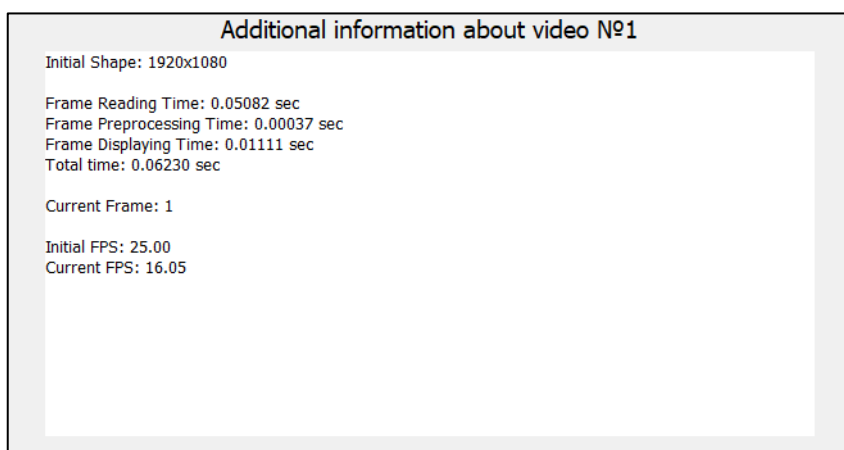 Additional information about video №1
Initial Shape: 1920x1080
Frame Reading Time: 0.05082 sec
Frame Preprocessing Time: 0.00037 sec
Frame Displaying Time: 0.01111 sec
Total time: 0.06230 sec
Current Frame: 1
Initial FPS: 25.00
Current FPS: 16.05